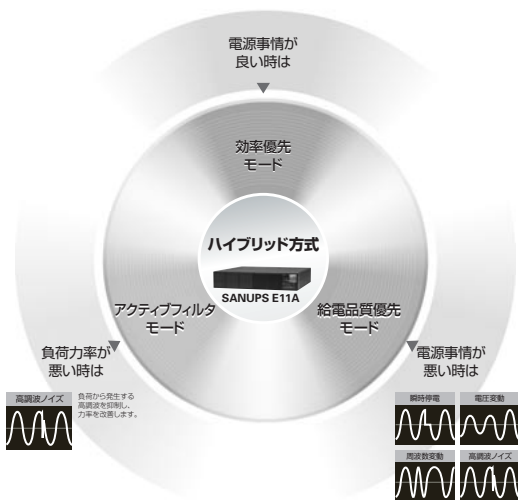 電源事情が
良い時は
効率優先
モード
ハイブリッド方式
SANUPS E11A
アクティブフィルタ
モード
給電品質優先
モード
負荷力率が
悪い時は
高調波ノイズ
負荷から発生する
高調波を抑制し、
力率を改善します。
電源事情が
悪い時は
瞬時停電
電圧変動
周波数変動
高調波ノイズ